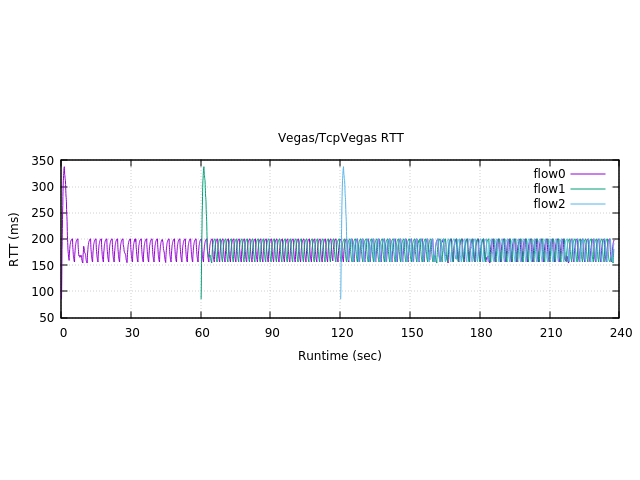 Vegas/TcpVegas RTT
350
300
250
200
150
100
50
RTT (ms)
flow0
flow1
flow2
0 30 60 90 120 150 180 210 240
Runtime (sec)